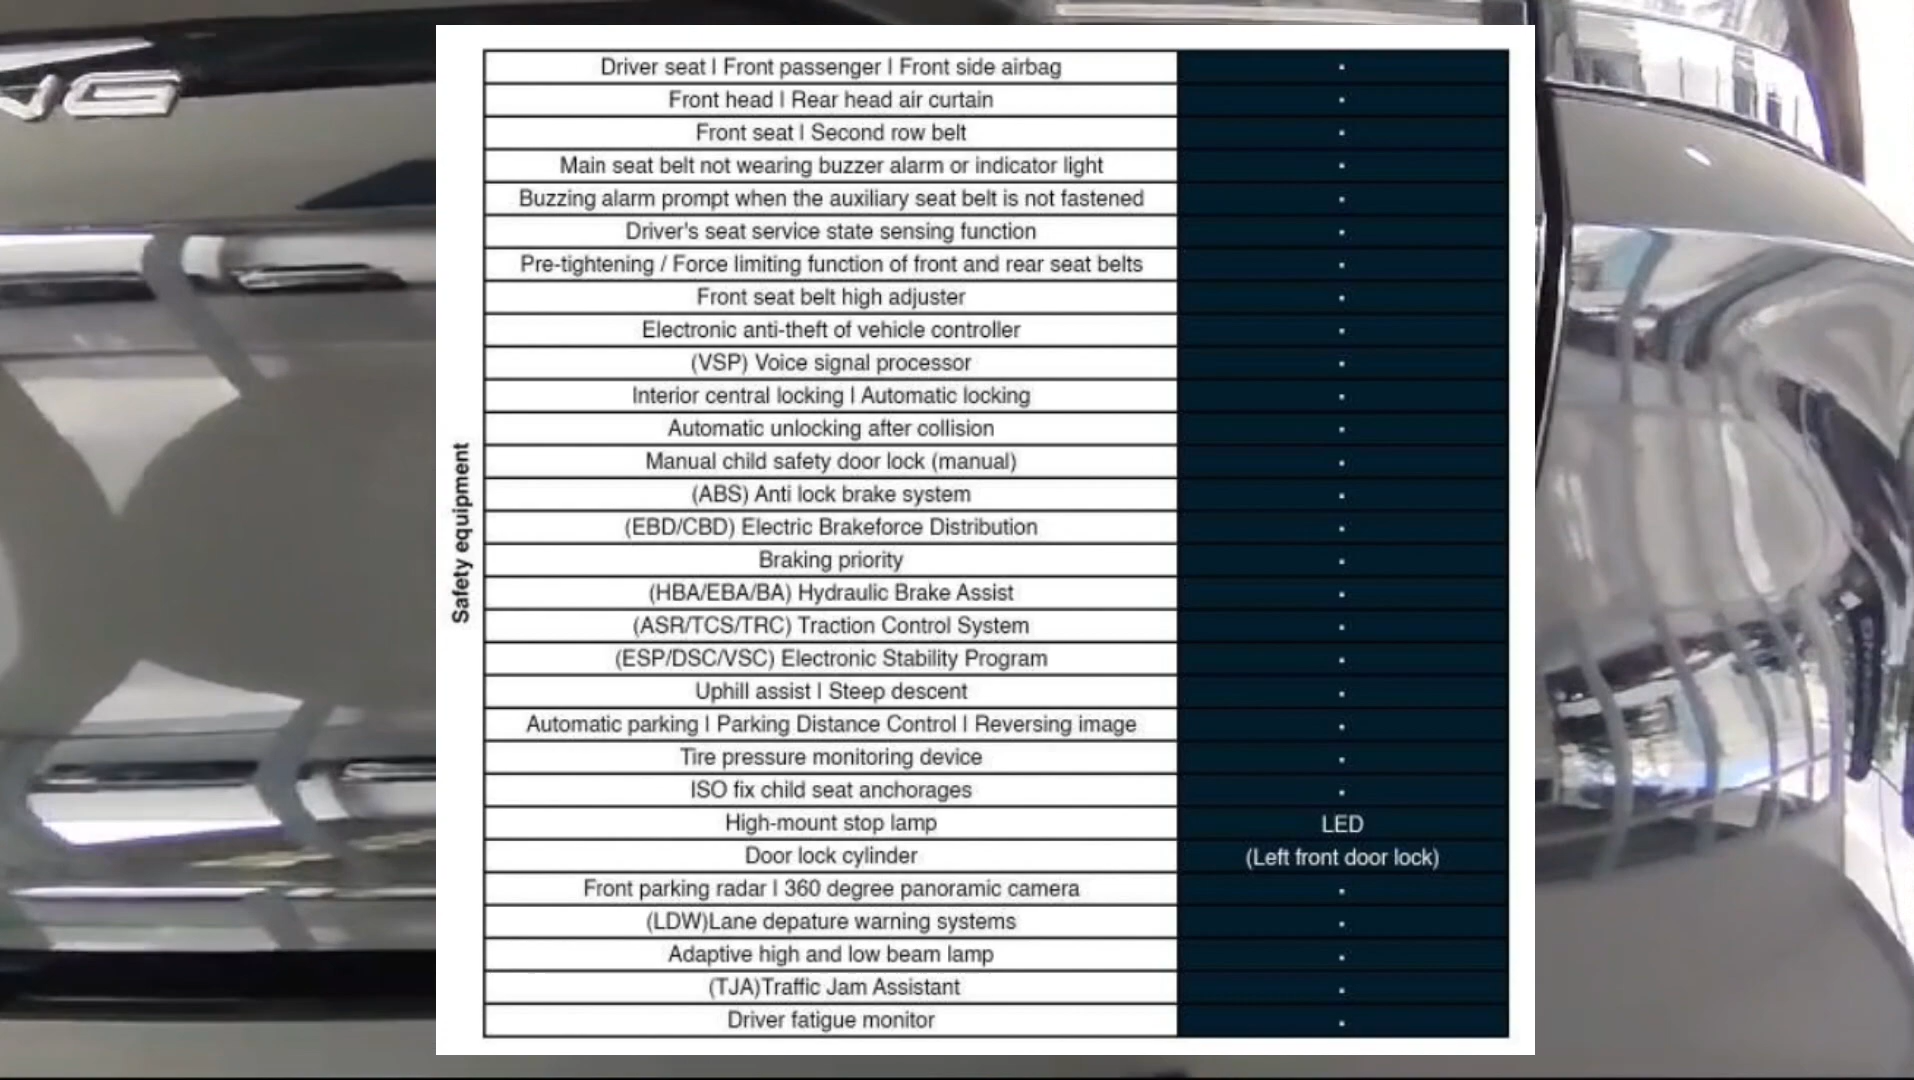 NG
Safety equipment
Driver seat | Front passenger | Front side airbag
Front head | Rear head air curtain
Front seat | Second row belt
Main seat belt not wearing buzzer alarm or indicator light
Buzzing alarm prompt when the auxiliary seat belt is not fastened
Driver's seat service state sensing function
Pre-tightening / Force limiting function of front and rear seat belts
Front seat belt high adjuster
Electronic anti-theft of vehicle controller
(VSP) Voice signal processor
Interior central locking | Automatic locking
Automatic unlocking after collision
Manual child safety door lock (manual)
(ABS) Anti lock brake system
(EBD/CBD) Electric Brakeforce Distribution
Braking priority
(HBA/EBA/BA) Hydraulic Brake Assist
(ASR/TCS/TRC) Traction Control System
(ESP/DSC/VSC) Electronic Stability Program
Uphill assist | Steep descent
Automatic parking | Parking Distance Control | Reversing image
Tire pressure monitoring device
ISO fix child seat anchorages
High-mount stop lamp LED
Door lock cylinder (Left front door lock)
Front parking radar | 360 degree panoramic camera
(LDW)Lane depature warning systems
Adaptive high and low beam lamp
(TJA)Traffic Jam Assistant
Driver fatigue monitor